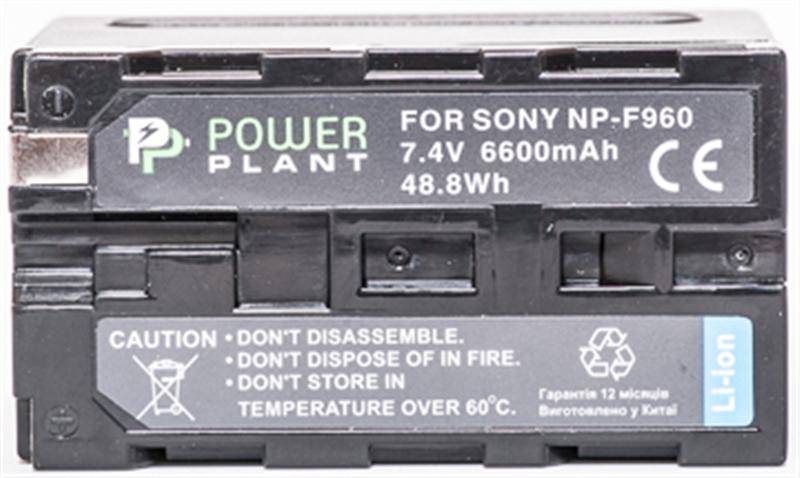 POWER
PLANT
FOR SONY NP-F960
7.4V 6600mAh
48.8Wh
CE
CAUTION • DON'T DISASSEMBLE.
• DON'T DISPOSE OF IN FIRE.
• DON'T STORE IN
TEMPERATURE OVER 60°C.
Гарантія 12 місяців
Виготовлено у Китаї
Li-ion